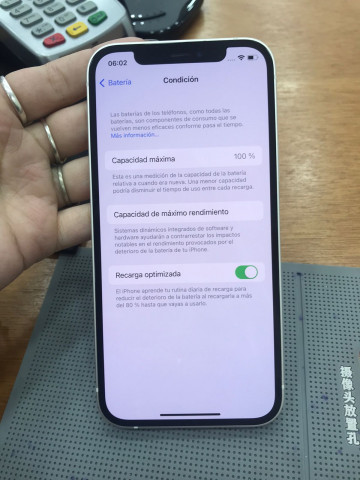 06:02
Batería
Condición
Las baterías de los teléfonos, como todas las
baterías, son componentes de consumo que se
vuelven menos eficaces conforme pasa el tiempo.
Más información...
Capacidad máxima
100 %
Esta es una medición de la capacidad de la batería
relativa a cuando era nueva. Una menor capacidad
podría disminuir el tiempo de uso entre cada recarga.
Capacidad de máximo rendimiento
Sistemas dinámicos integrados de software y
hardware ayudarán a contrarrestar los impactos
notables en el rendimiento provocados por el
deterioro de la batería de tu iPhone.
Recarga optimizada
El iPhone aprende tu rutina diaria de recarga para
reducir el deterioro de la batería al recargarla a más
del 80 % hasta que vayas a usarlo.
摄像头放置孔